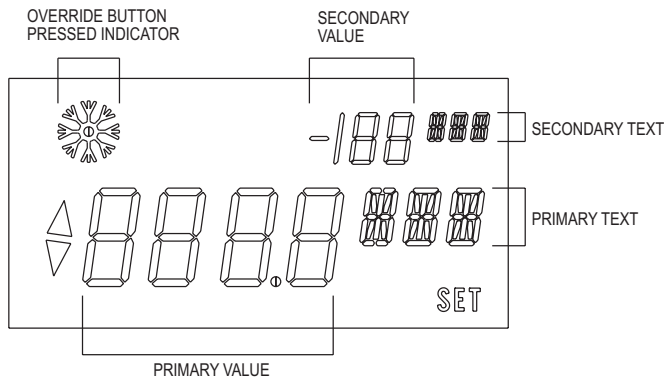 OVERRIDE BUTTON
PRESSED INDICATOR
SECONDARY
VALUE
SECONDARY TEXT
PRIMARY TEXT
SET
PRIMARY VALUE